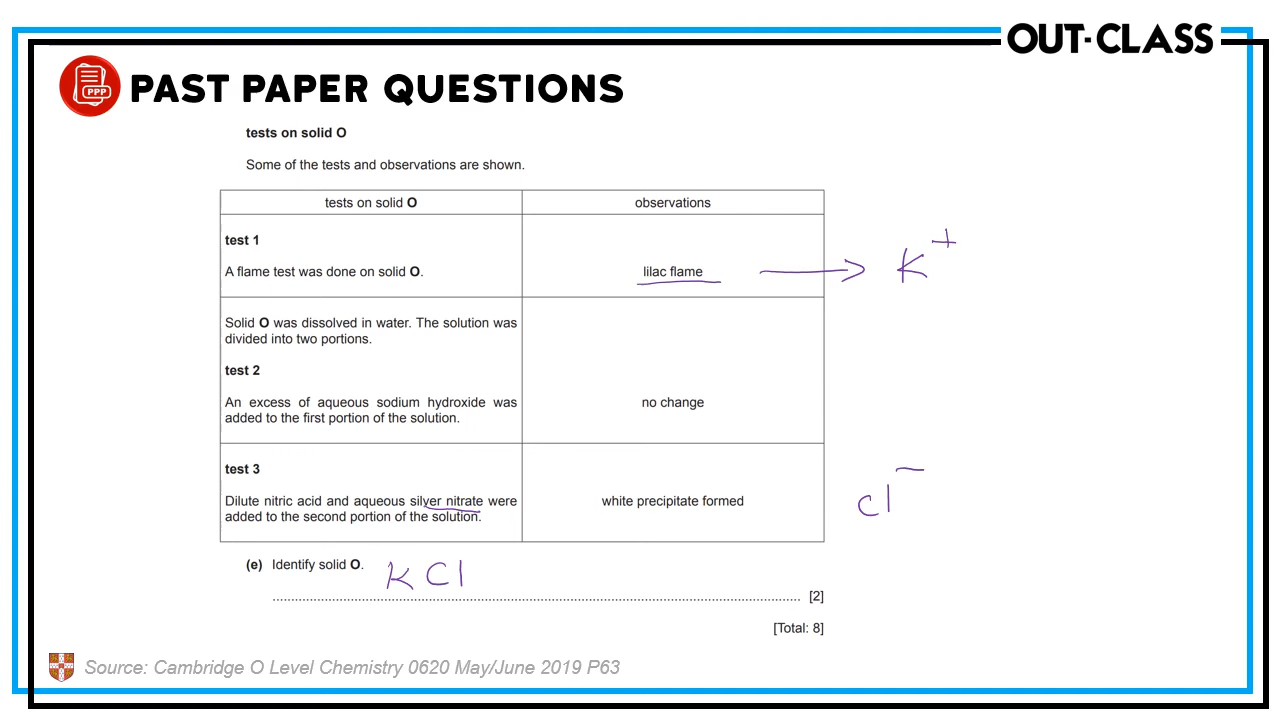 OUT-CLASS
PPP
PAST PAPER QUESTIONS
tests on solid O
Some of the tests and observations are shown.
tests on solid O
observations
test 1
A flame test was done on solid O.
lilac flame
K+
Solid O was dissolved in water. The solution was
divided into two portions.
test 2
An excess of aqueous sodium hydroxide was
added to the first portion of the solution.
no change
test 3
Dilute nitric acid and aqueous silver nitrate were
added to the second portion of the solution.
white precipitate formed
Cl-
(e) Identify solid O. KCl
[2]
[Total: 8]
Source: Cambridge O Level Chemistry 0620 May/June 2019 P63